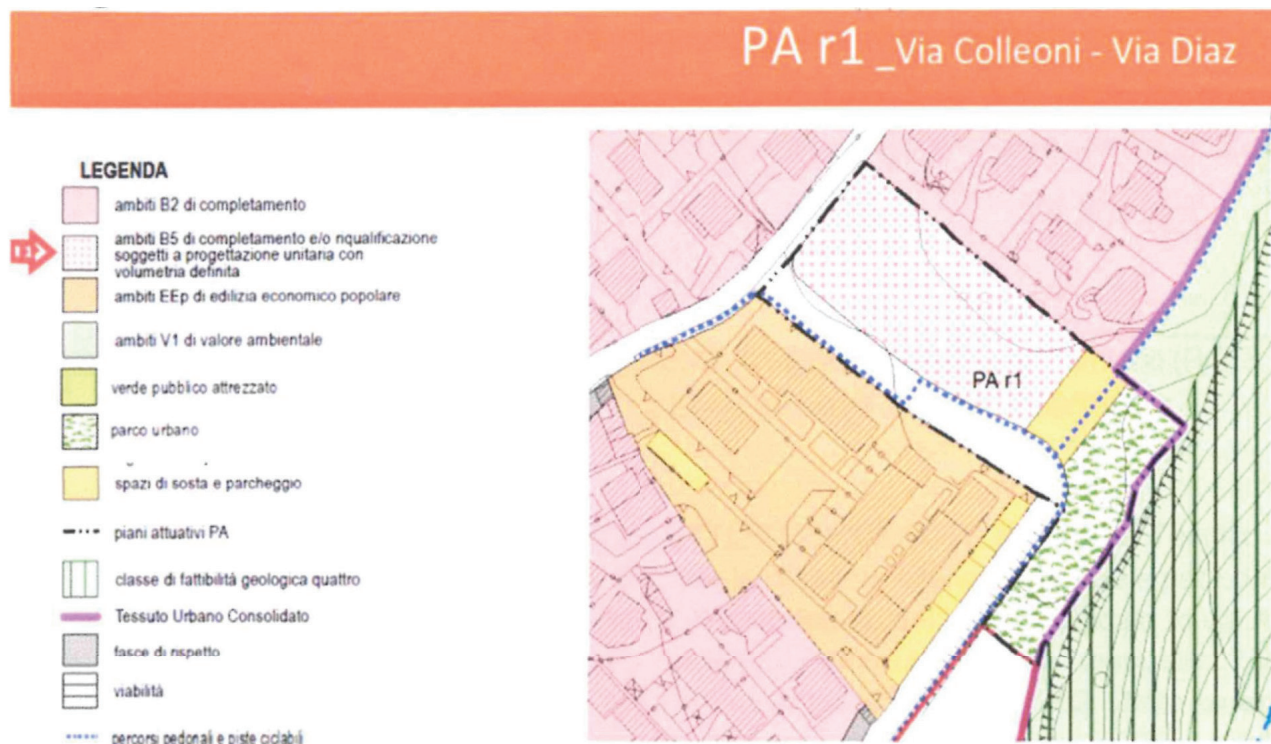 PA r1 _Via Colleoni - Via Diaz
LEGENDA
ambiti B2 di completamento
ambiti B5 di completamento e/o riqualificazione
soggetti a progettazione unitaria con
volumetria definita
ambiti EEp di edilizia economico popolare
ambiti V1 di valore ambientale
verde pubblico attrezzato
parco urbano
spazi di sosta e parcheggio
piani attuativi PA
classe di fattibilità geologica quattro
Tessuto Urbano Consolidato
fasce di rispetto
viabilità
percorsi pedonali e piste ciclabili
PA r1